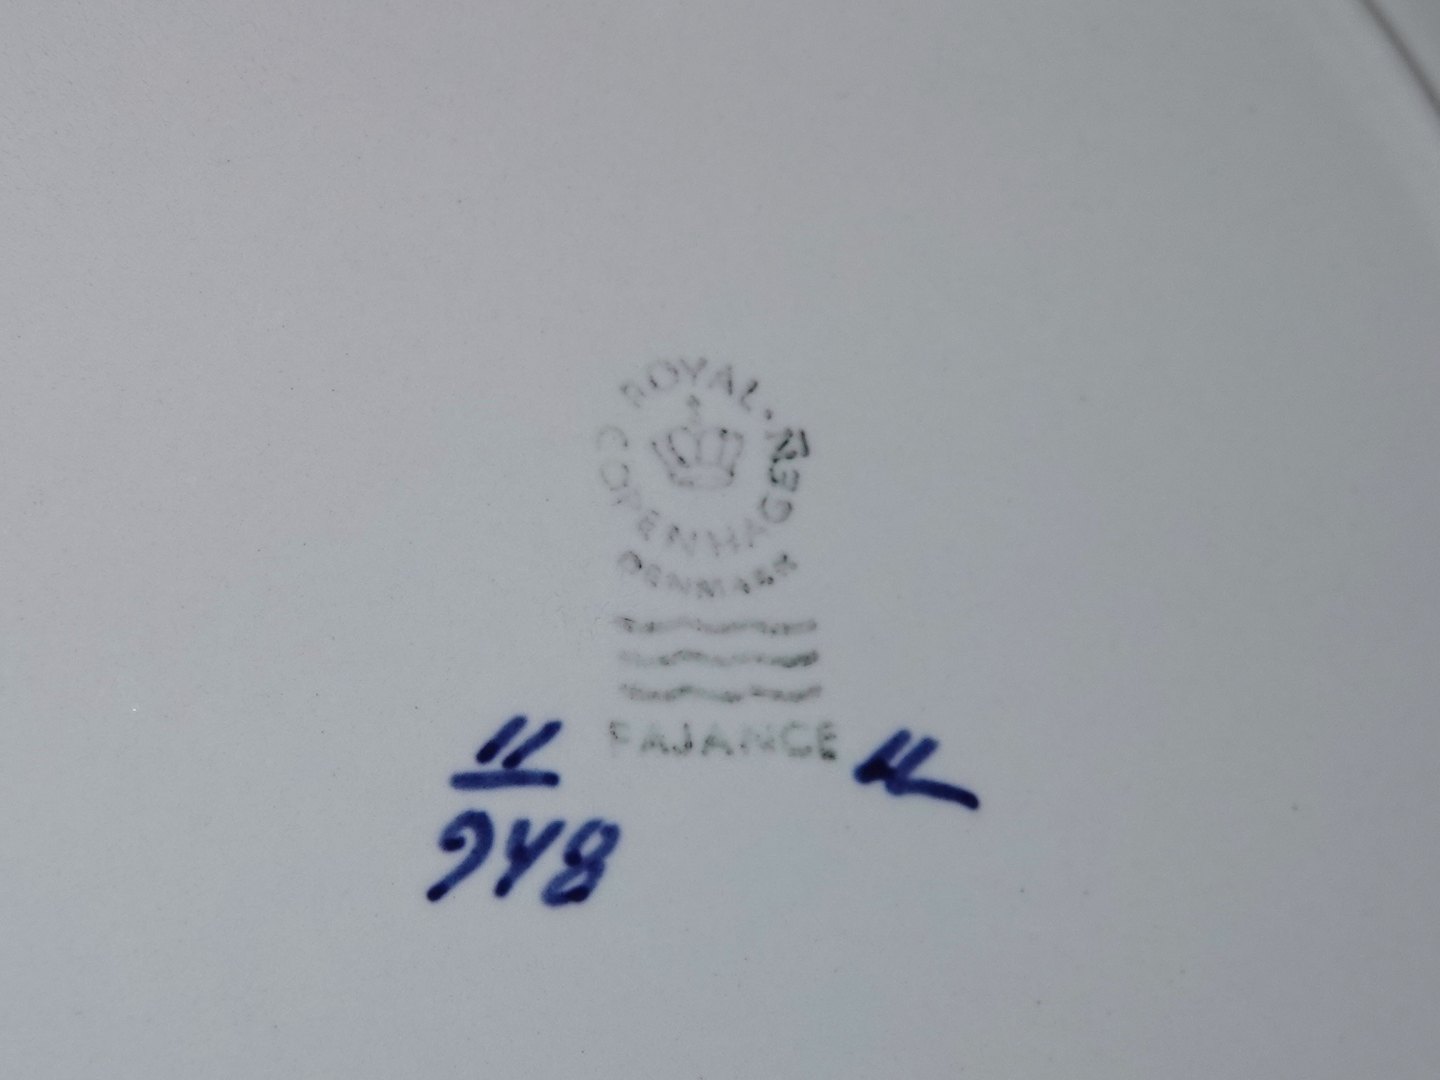 ROYAL · COPENHAGEN
DENMARK
FAJANCE
11
948